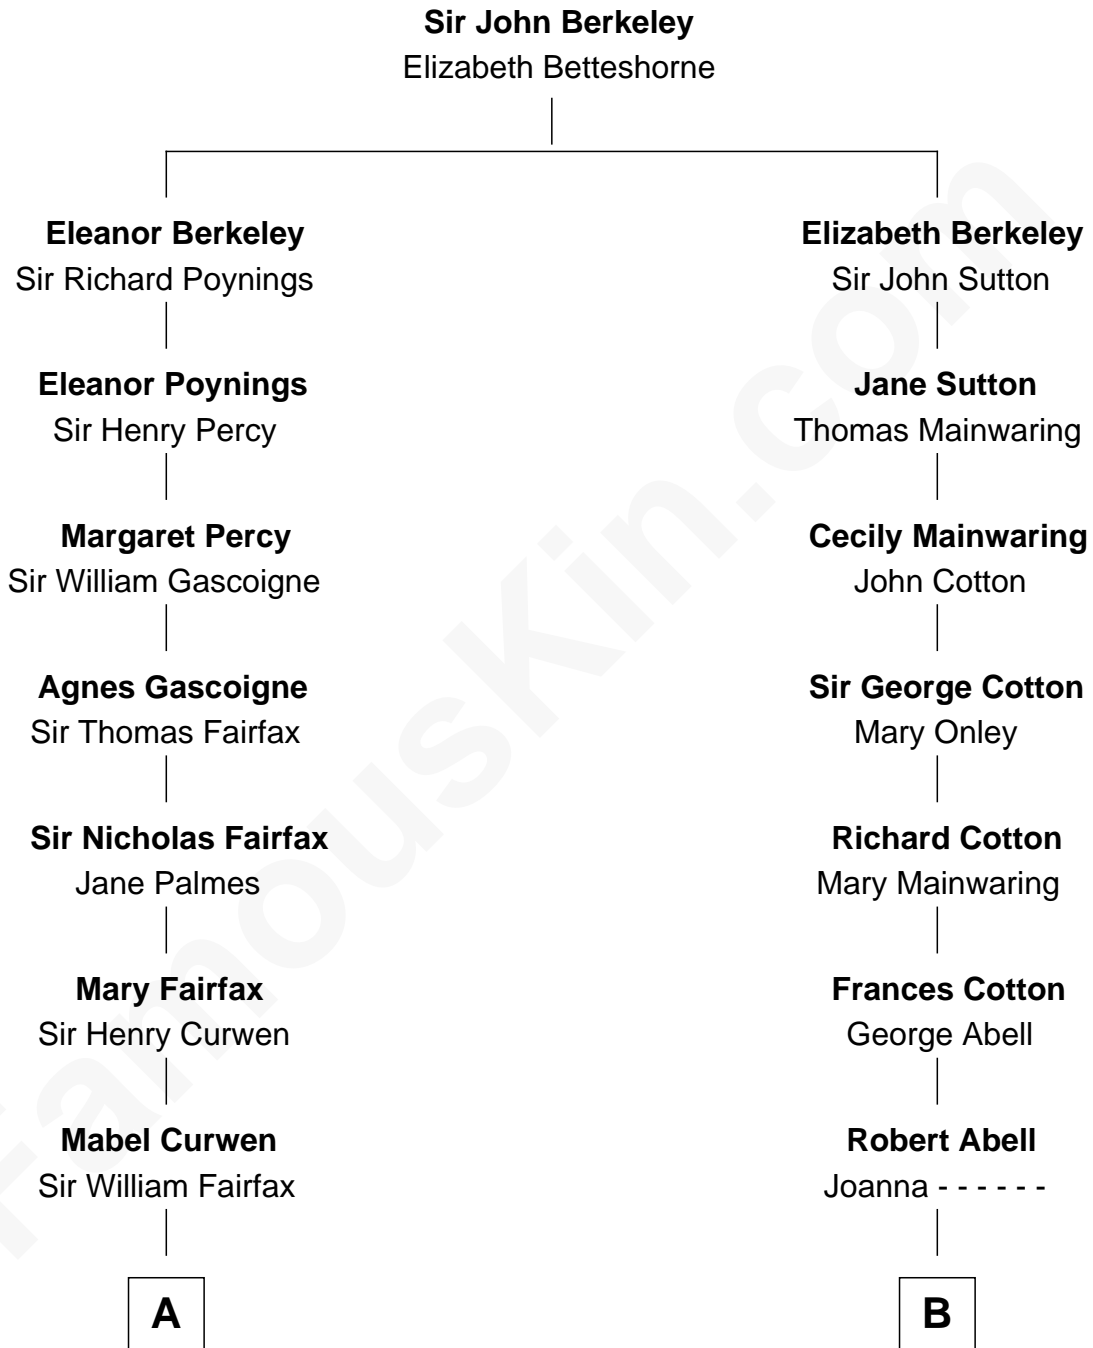 Sir John Berkeley
Elizabeth Betteshorne
Eleanor Berkeley
Sir Richard Poynings
Elizabeth Berkeley
Sir John Sutton
Eleanor Poynings
Sir Henry Percy
Jane Sutton
Thomas Mainwaring
Margaret Percy
Sir William Gascoigne
Cecily Mainwaring
John Cotton
Agnes Gascoigne
Sir Thomas Fairfax
Sir George Cotton
Mary Onley
Sir Nicholas Fairfax
Jane Palmes
Richard Cotton
Mary Mainwaring
Mary Fairfax
Sir Henry Curwen
Frances Cotton
George Abell
Mabel Curwen
Sir William Fairfax
Robert Abell
Joanna - - - - - -
A
B
FamousKin.com